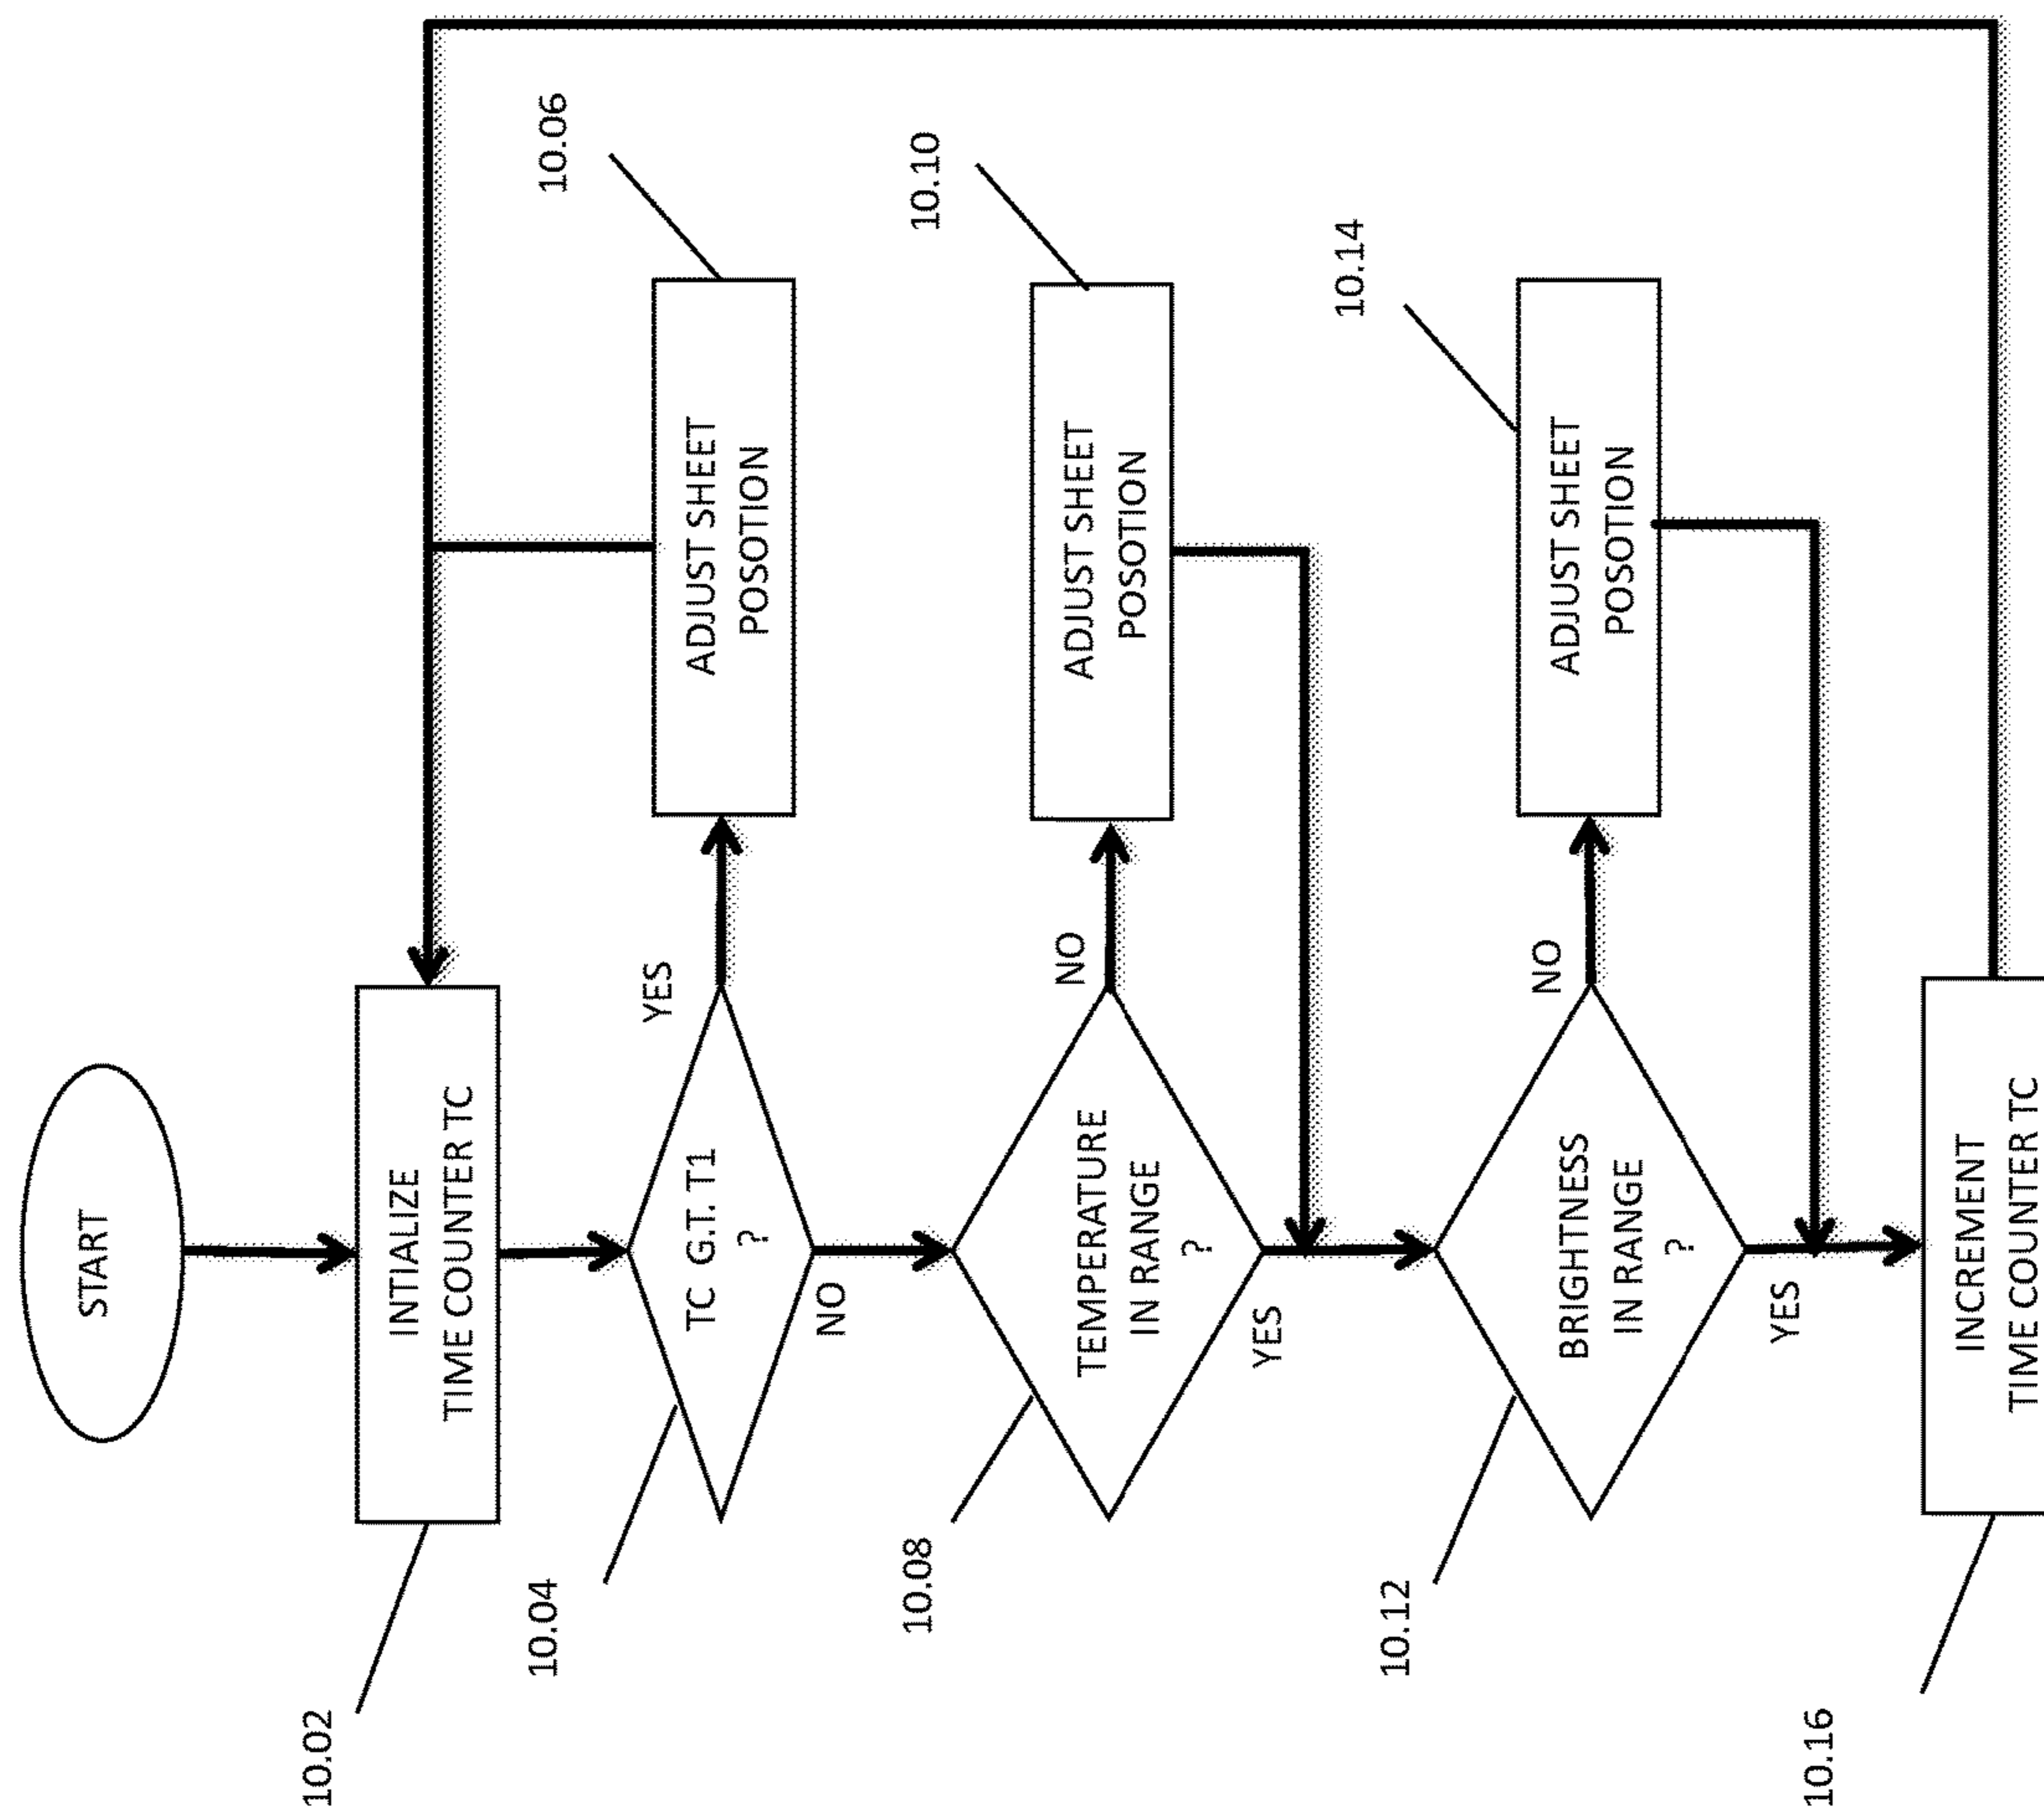 START
10.02
INTIALIZE
TIME COUNTER TC
10.04
TC G.T. T1
?
YES
NO
ADJUST SHEET
POSOTION
10.06
10.08
TEMPERATURE
IN RANGE
?
NO
YES
ADJUST SHEET
POSOTION
10.10
10.12
BRIGHTNESS
IN RANGE
?
NO
YES
ADJUST SHEET
POSOTION
10.14
10.16
INCREMENT
TIME COUNTER TC